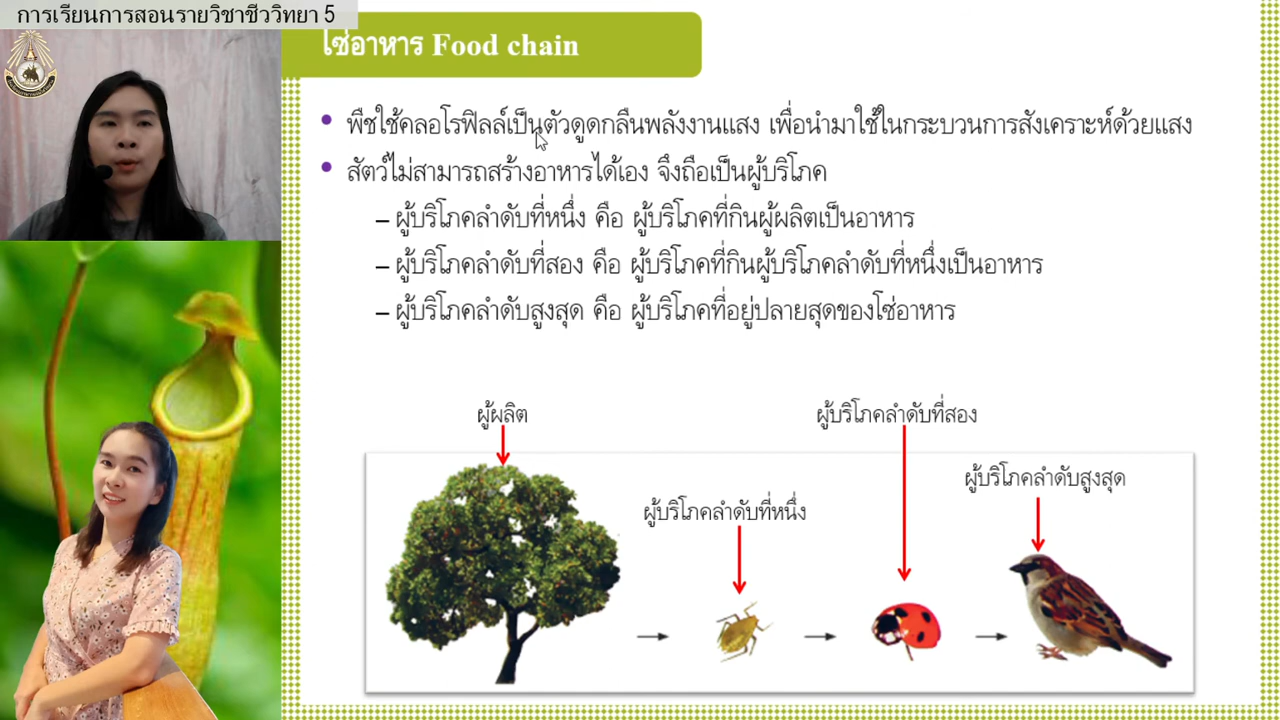 การเรียนการสอนรายวิชาชีววิทยา 5
โซ่อาหาร Food chain
• พืชใช้คลอโรฟิลล์เป็นตัวดูดกลืนพลังงานแสง เพื่อนำมาใช้ในกระบวนการสังเคราะห์ด้วยแสง
• สัตว์ไม่สามารถสร้างอาหารได้เอง จึงถือเป็นผู้บริโภค
– ผู้บริโภคลำดับที่หนึ่ง คือ ผู้บริโภคที่กินผู้ผลิตเป็นอาหาร
– ผู้บริโภคลำดับที่สอง คือ ผู้บริโภคที่กินผู้บริโภคลำดับที่หนึ่งเป็นอาหาร
– ผู้บริโภคลำดับสูงสุด คือ ผู้บริโภคที่อยู่ปลายสุดของโซ่อาหาร
ผู้ผลิต
ผู้บริโภคลำดับที่สอง
ผู้บริโภคลำดับสูงสุด
ผู้บริโภคลำดับที่หนึ่ง